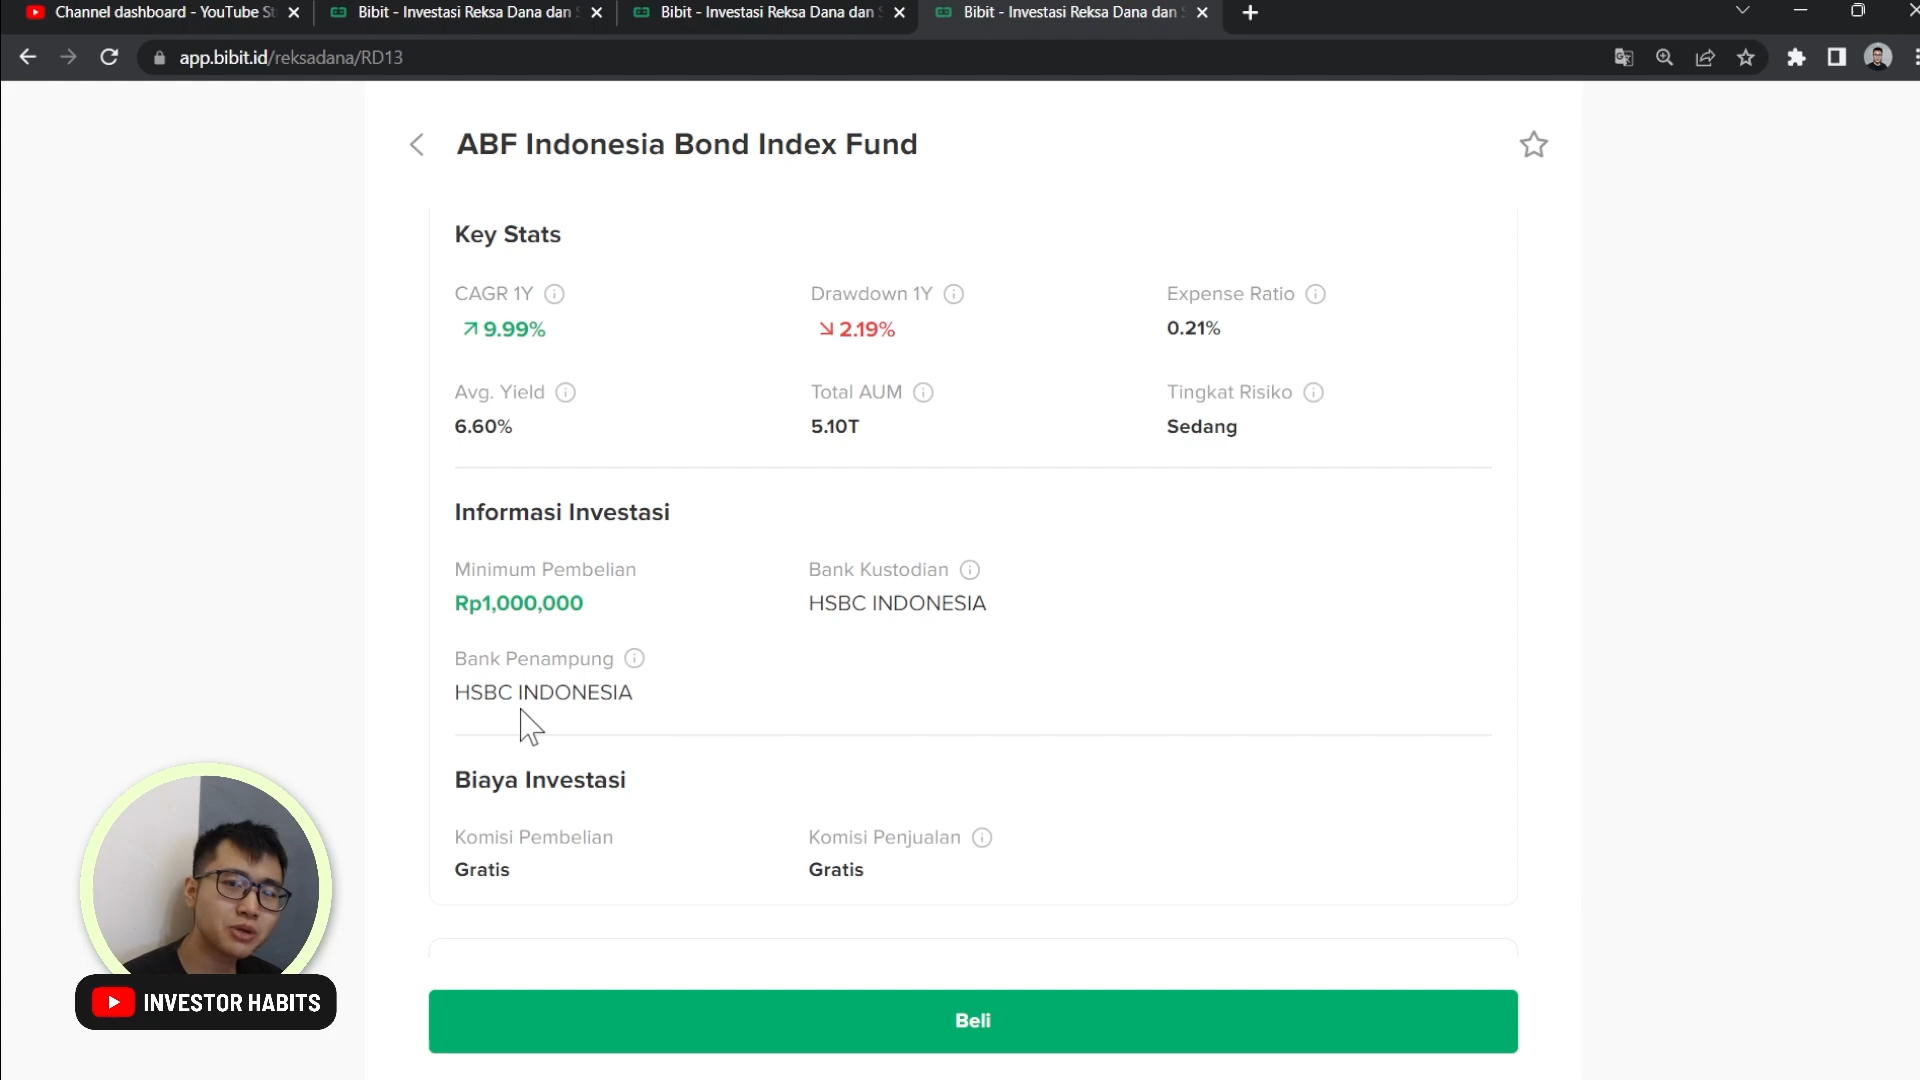 Channel dashboard - YouTube St
Bibit - Investasi Reksa Dana dan S
Bibit - Investasi Reksa Dana dan S
Bibit - Investasi Reksa Dana dan S
app.bibit.id/reksadana/RD13
ABF Indonesia Bond Index Fund
Key Stats
CAGR 1Y
Drawdown 1Y
Expense Ratio
9.99%
2.19%
0.21%
Avg. Yield
Total AUM
Tingkat Risiko
6.60%
5.10T
Sedang
Informasi Investasi
Minimum Pembelian
Bank Kustodian
Rp1,000,000
HSBC INDONESIA
Bank Penampung
HSBC INDONESIA
Biaya Investasi
Komisi Pembelian
Komisi Penjualan
Gratis
Gratis
INVESTOR HABITS
Beli